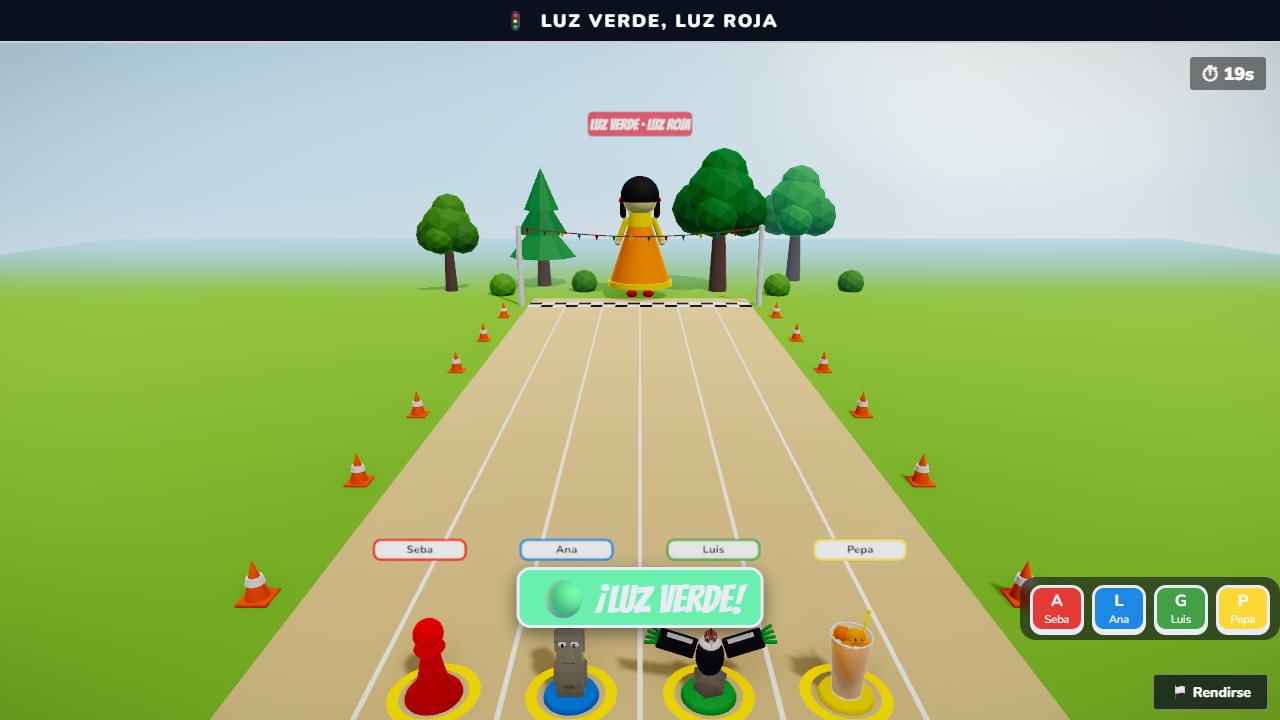 LUZ VERDE, LUZ ROJA
19s
LUZ VERDE • LUZ ROJA
Seba
Ana
Luis
Pepa
¡LUZ VERDE!
A
Seba
L
Ana
G
Luis
P
Pepa
Rendirse